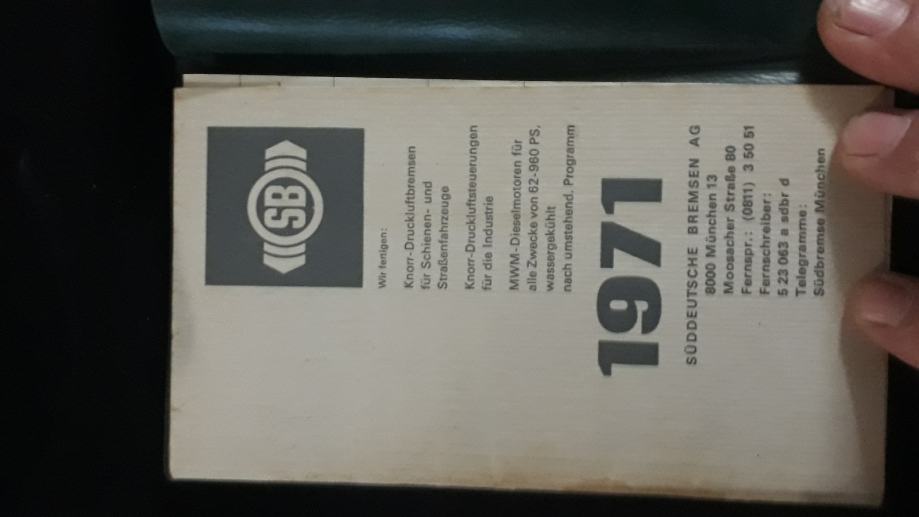 SB
Wir fertigen:
Knorr-Druckluftbremsen
für Schienen- und
Straßenfahrzeuge
Knorr-Druckluftsteuerungen
für die Industrie
MWM-Dieselmotoren für
alle Zwecke von 62-960 PS,
wassergekühlt
nach umstehend. Programm
1971
SÜDDEUTSCHE BREMSEN AG
8000 München 13
Moosacher Straße 80
Fernspr.: (0811) 3 50 51
Fernschreiber:
5 23 063 a sdbr d
Telegramme:
Südbremse München